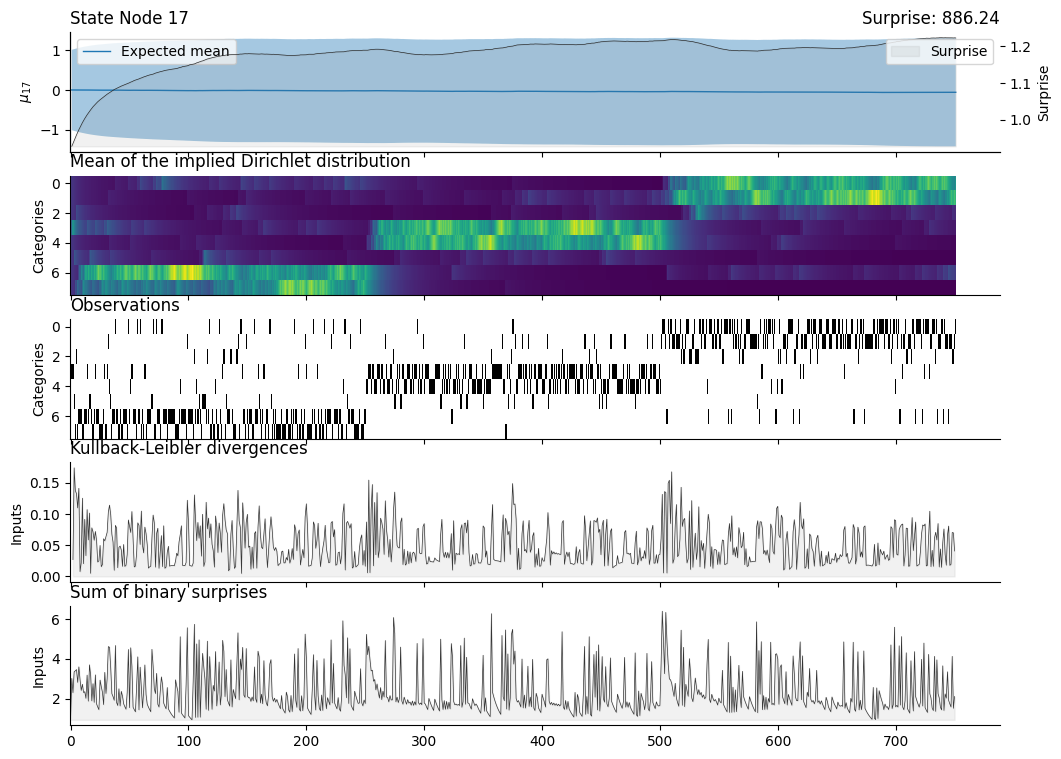 State Node 17
Surprise: 886.24
Expected mean
Surprise
μ17
1
0
−1
1.2
1.1
1.0
Surprise
Mean of the implied Dirichlet distribution
Categories
0
2
4
6
Observations
Categories
0
2
4
6
Kullback-Leibler divergences
Inputs
0.15
0.10
0.05
0.00
Sum of binary surprises
Inputs
6
4
2
0 100 200 300 400 500 600 700